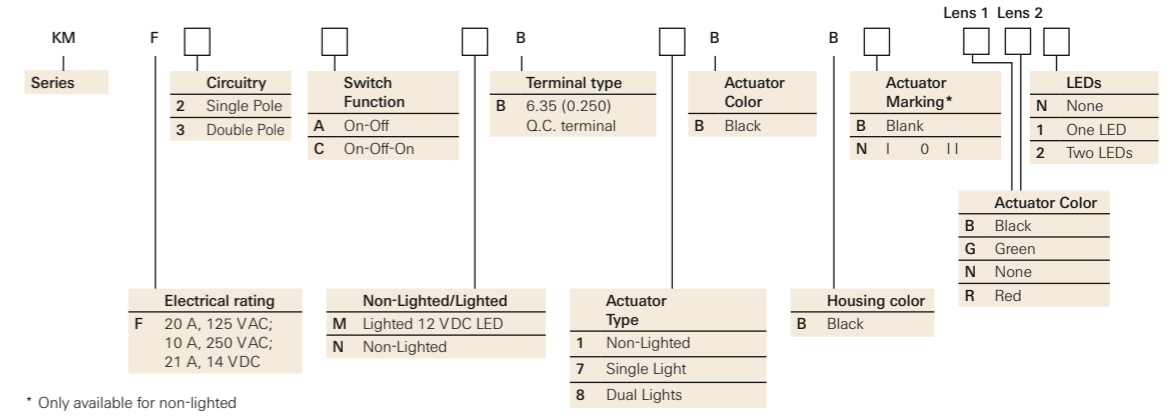 Lens 1 Lens 2
KM F B B B
Series
Circuitry
2 Single Pole
3 Double Pole
Switch
Function
A On-Off
C On-Off-On
Terminal type
B 6.35 (0.250)
Q.C. terminal
Actuator
Color
B Black
Actuator
Marking*
B Blank
N I 0 II
LEDs
N None
1 One LED
2 Two LEDs
Actuator Color
B Black
G Green
N None
R Red
Electrical rating
F 20 A, 125 VAC;
10 A, 250 VAC;
21 A, 14 VDC
Non-Lighted/Lighted
M Lighted 12 VDC LED
N Non-Lighted
Actuator
Type
1 Non-Lighted
7 Single Light
8 Dual Lights
Housing color
B Black
* Only available for non-lighted